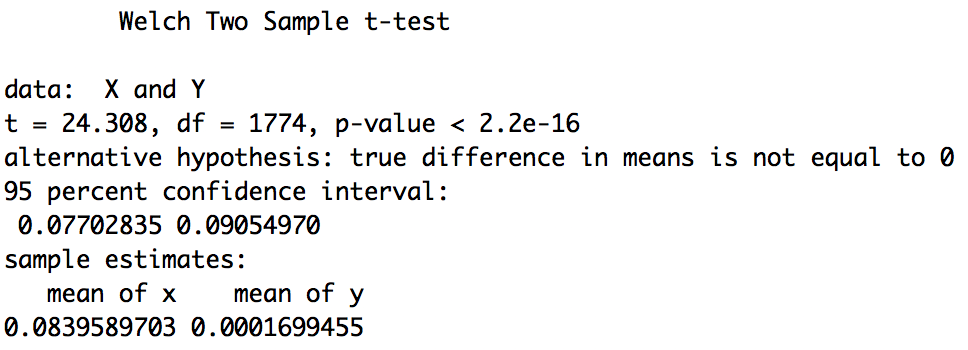 Welch Two Sample t-test
data:  X and Y
t = 24.308, df = 1774, p-value < 2.2e-16
alternative hypothesis: true difference in means is not equal to 0
95 percent confidence interval:
 0.07702835 0.09054970
sample estimates:
   mean of x    mean of y
0.0839589703 0.0001699455